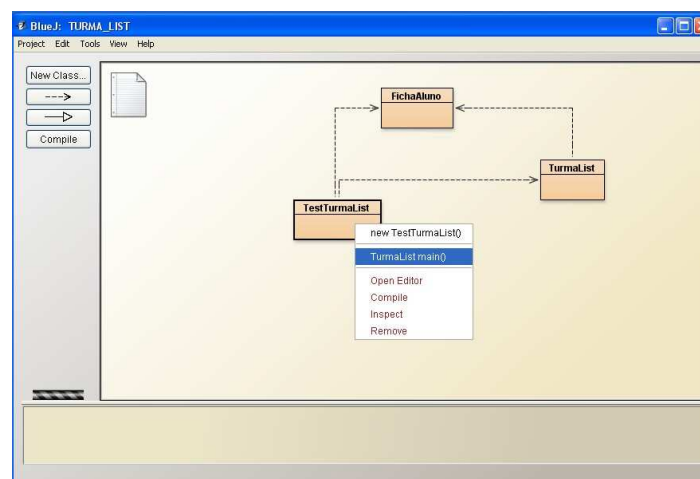 BlueJ: TURMA_LIST
Project Edit Tools View Help
New Class...
Compile
FichaAluno
TurmaList
TestTurmaList
new TestTurmaList()
TurmaList main()
Open Editor
Compile
Inspect
Remove